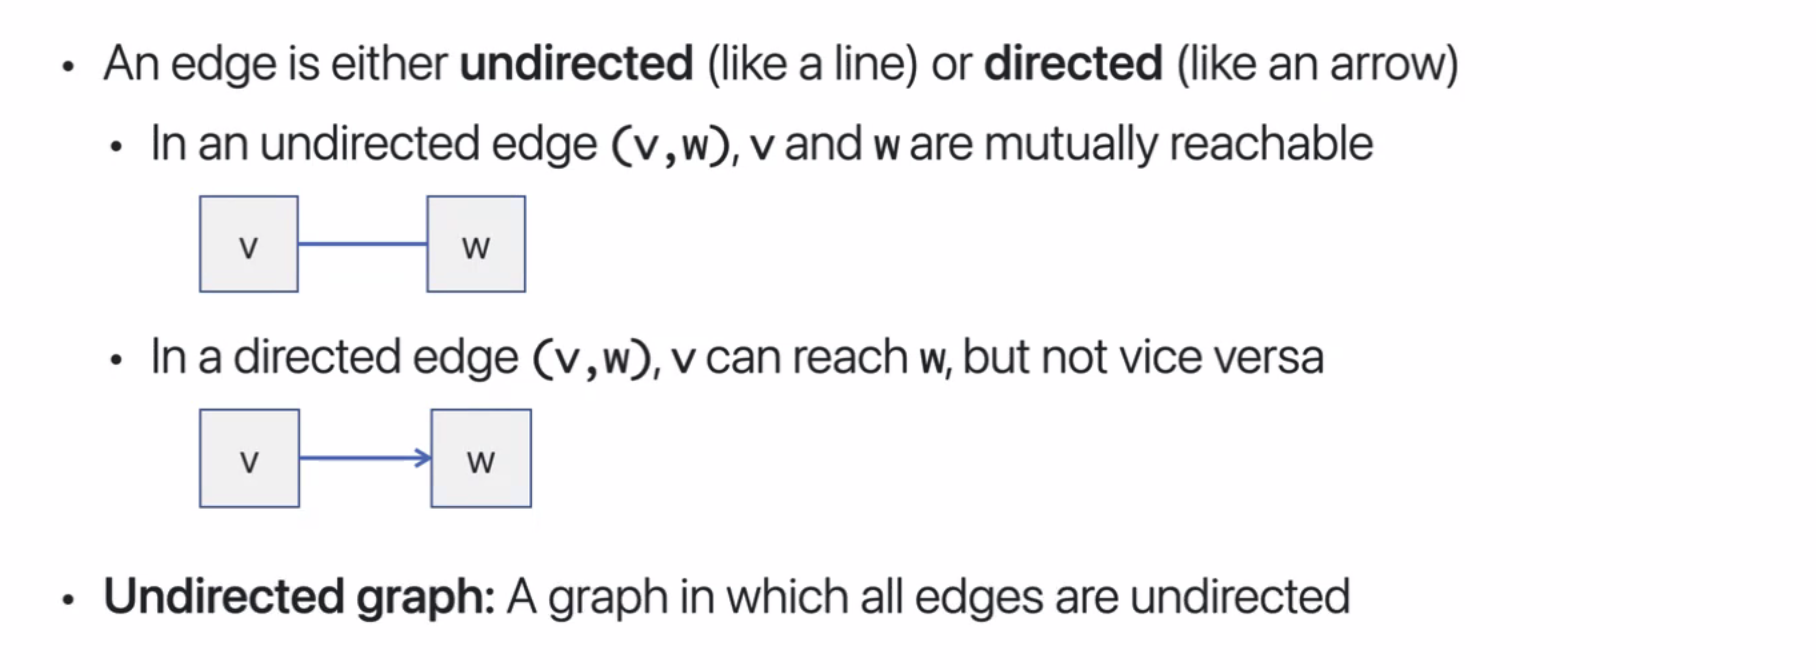 • An edge is either undirected (like a line) or directed (like an arrow)
• In an undirected edge (v,w), v and w are mutually reachable
v w
• In a directed edge (v,w), v can reach w, but not vice versa
v w
• Undirected graph: A graph in which all edges are undirected